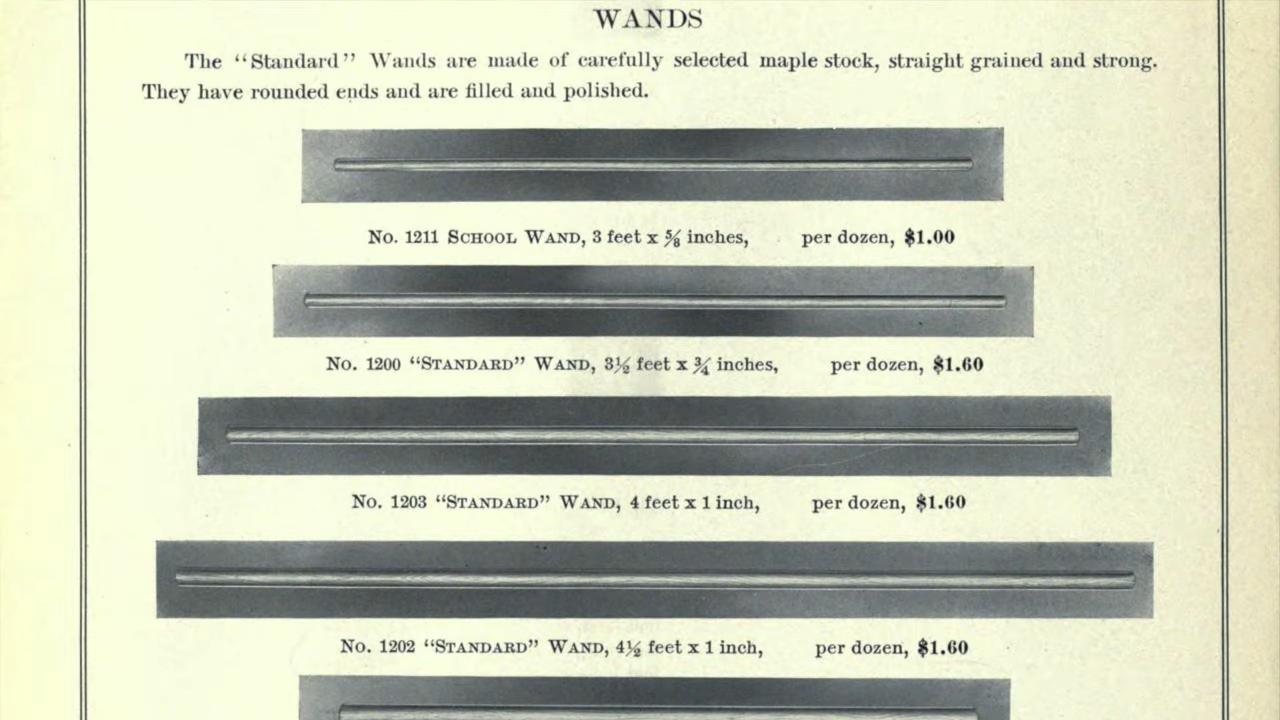 WANDS
The “Standard” Wands are made of carefully selected maple stock, straight grained and strong.
They have rounded ends and are filled and polished.
No. 1211 School Wand, 3 feet x ⅝ inches, per dozen, $1.00
No. 1200 “Standard” Wand, 3½ feet x ¾ inches, per dozen, $1.60
No. 1203 “Standard” Wand, 4 feet x 1 inch, per dozen, $1.60
No. 1202 “Standard” Wand, 4½ feet x 1 inch, per dozen, $1.60